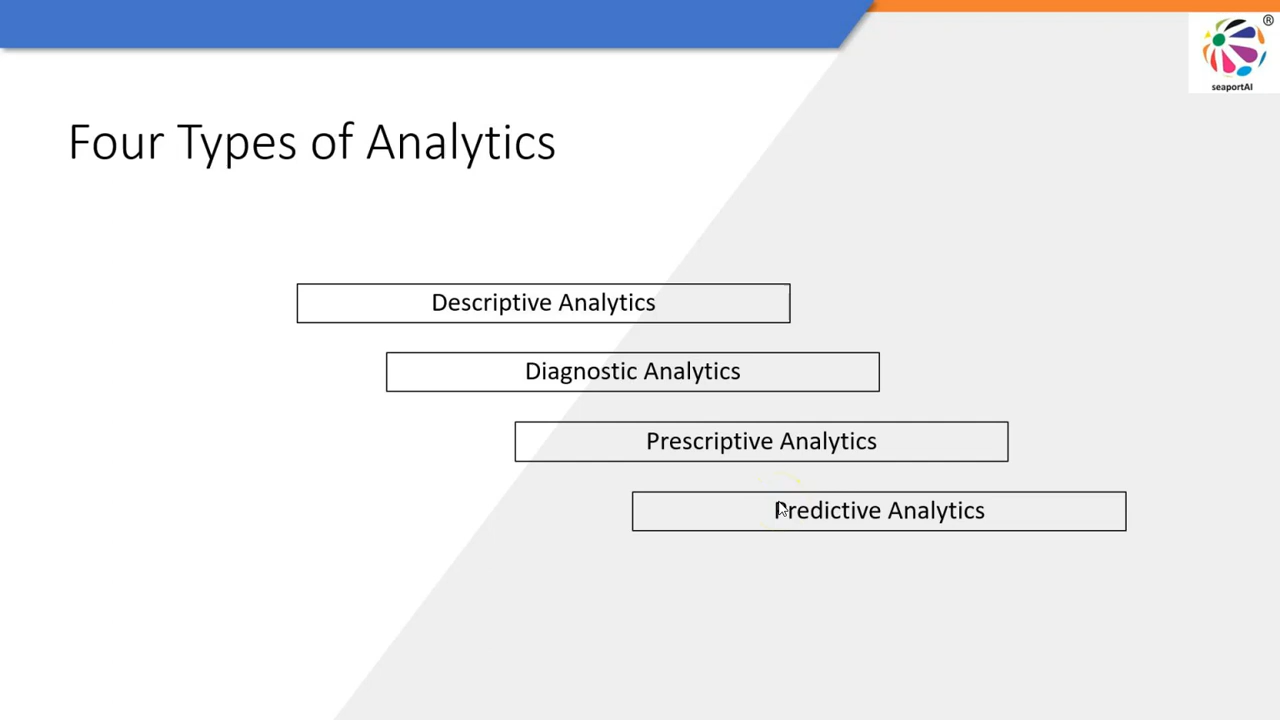 ®
seaportAI
Four Types of Analytics
Descriptive Analytics
Diagnostic Analytics
Prescriptive Analytics
Predictive Analytics